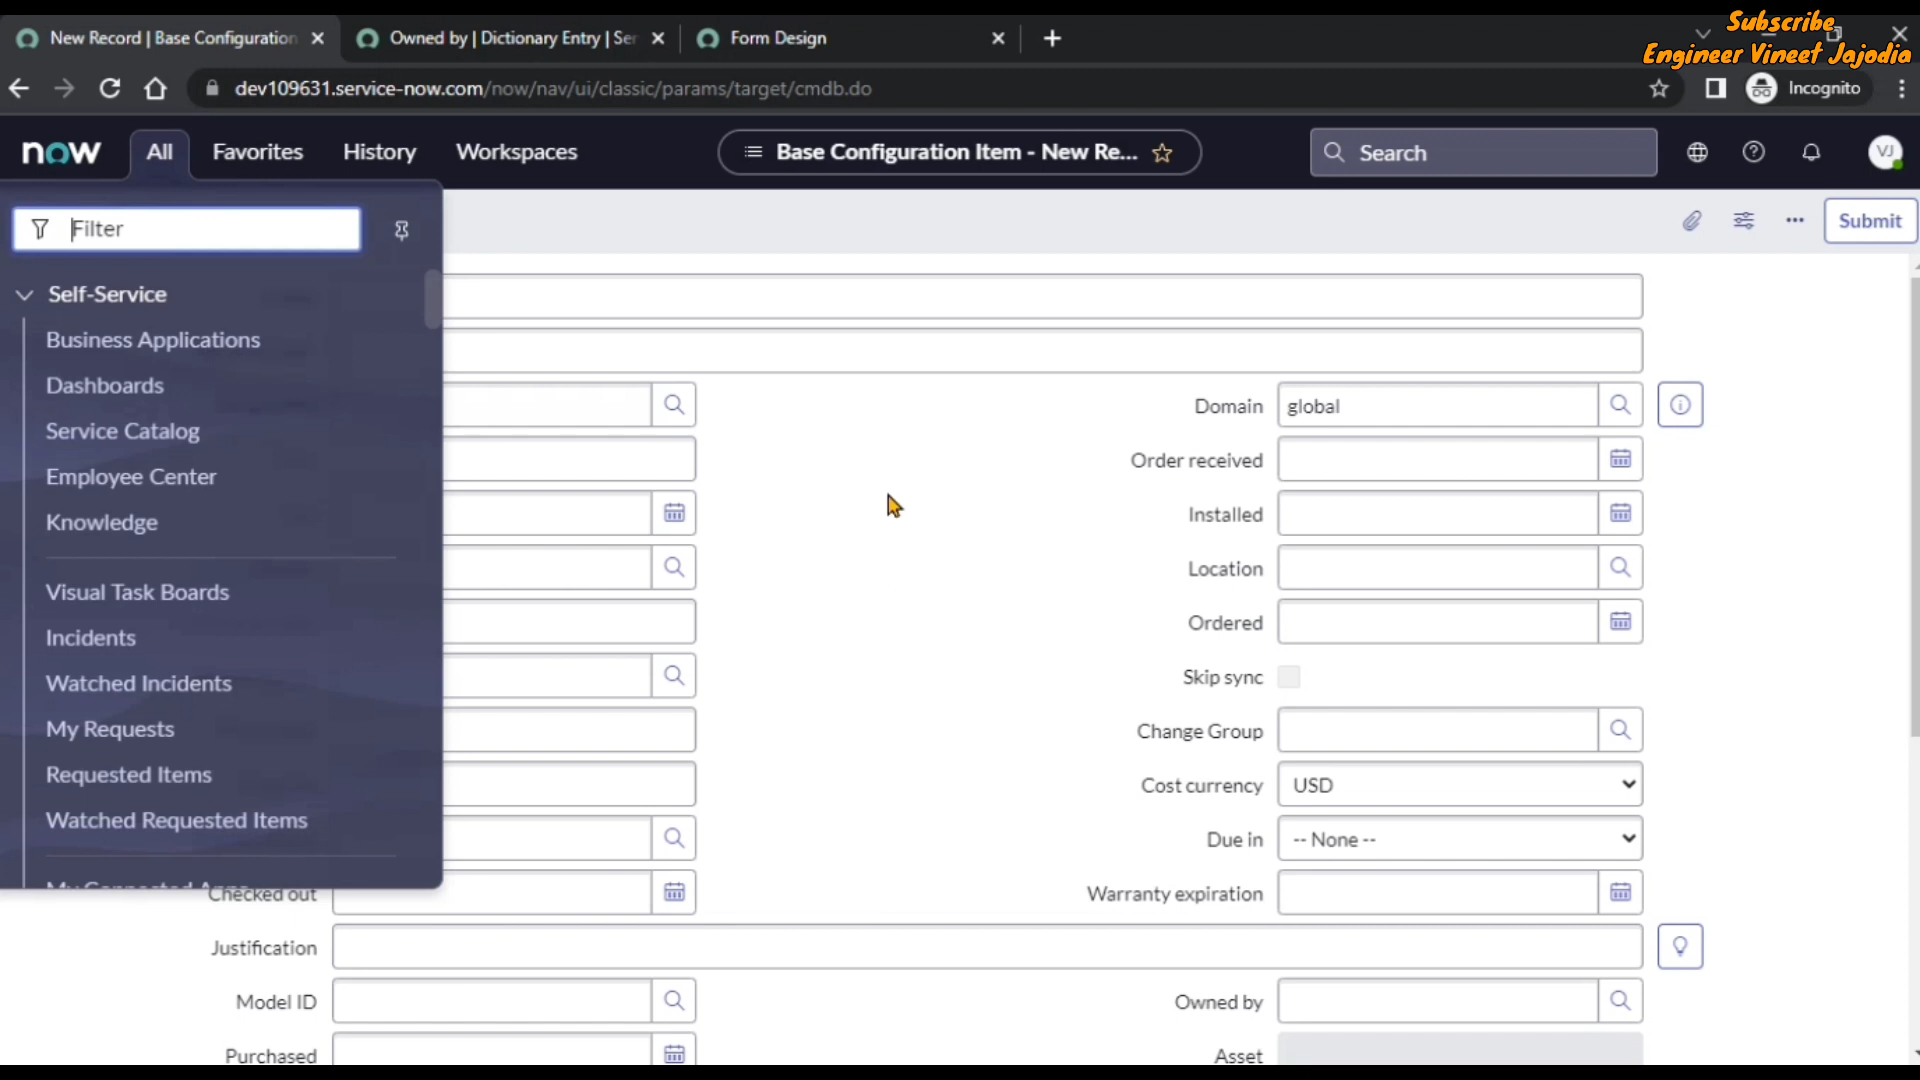 New Record | Base Configuration
Owned by | Dictionary Entry | Ser
Form Design
Subscribe
Engineer Vineet Jajodia
dev109631.service-now.com/now/nav/ui/classic/params/target/cmdb.do
Incognito
now
All
Favorites
History
Workspaces
Base Configuration Item - New Re...
Search
VJ
Filter
Submit
Self-Service
Business Applications
Dashboards
Service Catalog
Employee Center
Knowledge
Visual Task Boards
Incidents
Watched Incidents
My Requests
Requested Items
Watched Requested Items
My Connected Apps
Domain global
Order received
Installed
Location
Ordered
Skip sync
Change Group
Cost currency USD
Due in -- None --
Checked out
Warranty expiration
Justification
Model ID
Owned by
Purchased
Asset